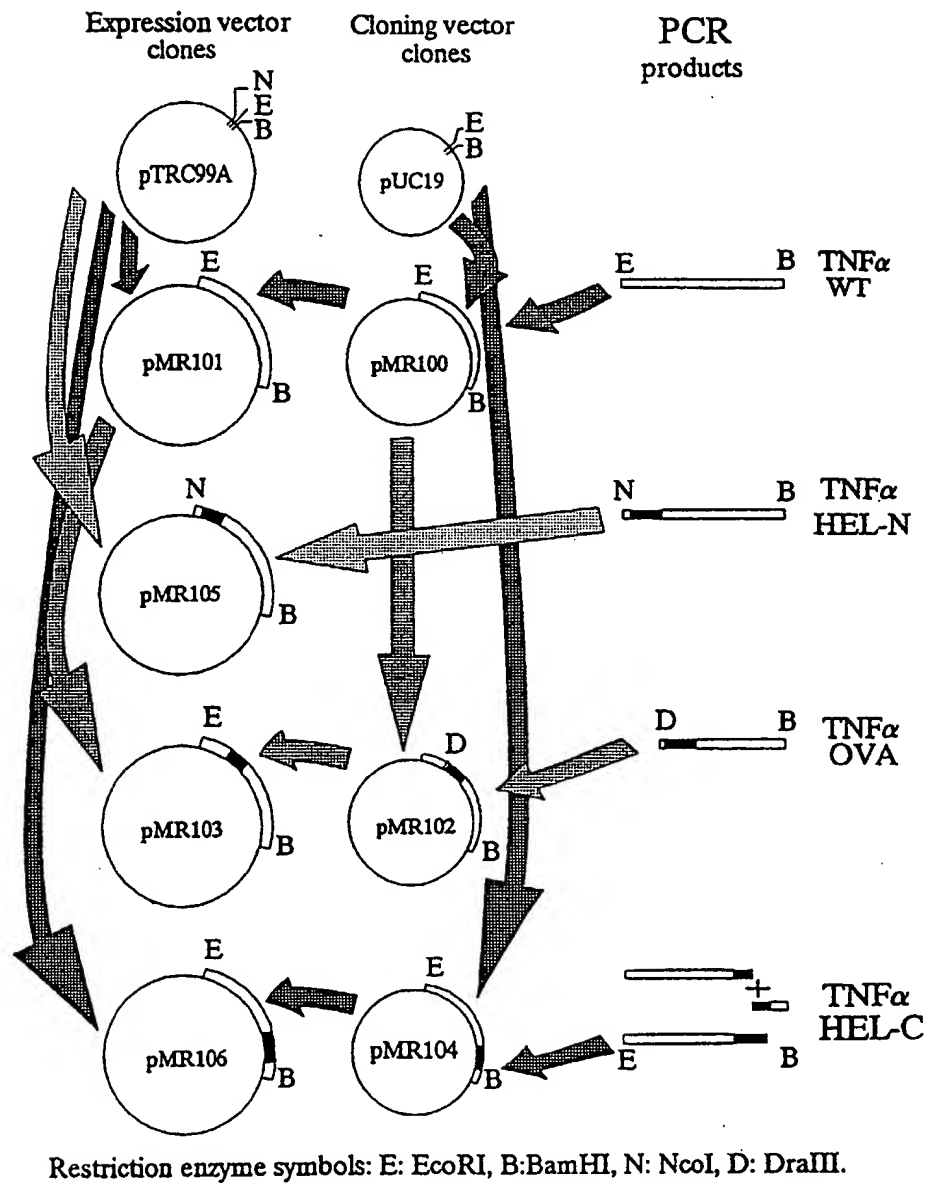 Expression vector
clones
Cloning vector
clones
PCR
products
N
E
B
pTRC99A
E
B
pUC19
E
B
pMR101
E
B
pMR100
E
B
TNFα
WT
N
B
pMR105
N
B
TNFα
HEL-N
E
B
pMR103
D
B
pMR102
D
B
TNFα
OVA
E
B
pMR106
E
B
pMR104
+
E
B
TNFα
HEL-C
Restriction enzyme symbols: E: EcoRI, B:BamHI, N: NcoI, D: DraIII.